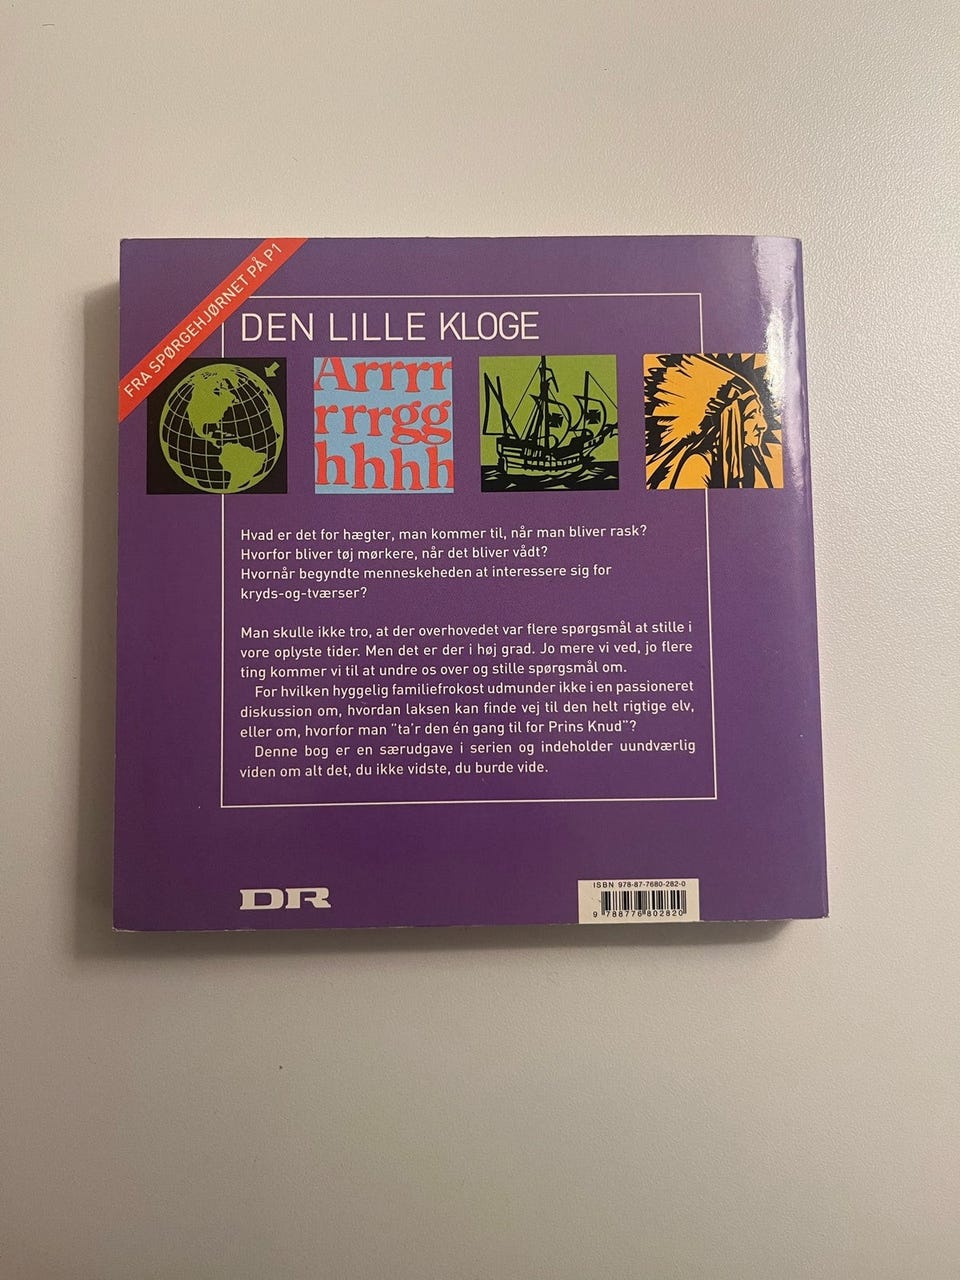 FRA SPØRGEHJØRNET PÅ P1
DEN LILLE KLOGE
Arrrr
rrrgg
hhhh
Hvad er det for hægter, man kommer til, når man bliver rask?
Hvorfor bliver tøj mørkere, når det bliver vådt?
Hvornår begyndte menneskeheden at interessere sig for
kryds-og-tværser?
Man skulle ikke tro, at der overhovedet var flere spørgsmål at stille i
vore oplyste tider. Men det er der i høj grad. Jo mere vi ved, jo flere
ting kommer vi til at undre os over og stille spørgsmål om.
For hvilken hyggelig familiefrokost udmunder ikke i en passioneret
diskussion om, hvordan laksen kan finde vej til den helt rigtige elv,
eller om, hvorfor man "ta'r den én gang til for Prins Knud"?
Denne bog er en særudgave i serien og indeholder uundværlig
viden om alt det, du ikke vidste, du burde vide.
DR
ISBN 978-87-7680-282-0
9 788776 802820